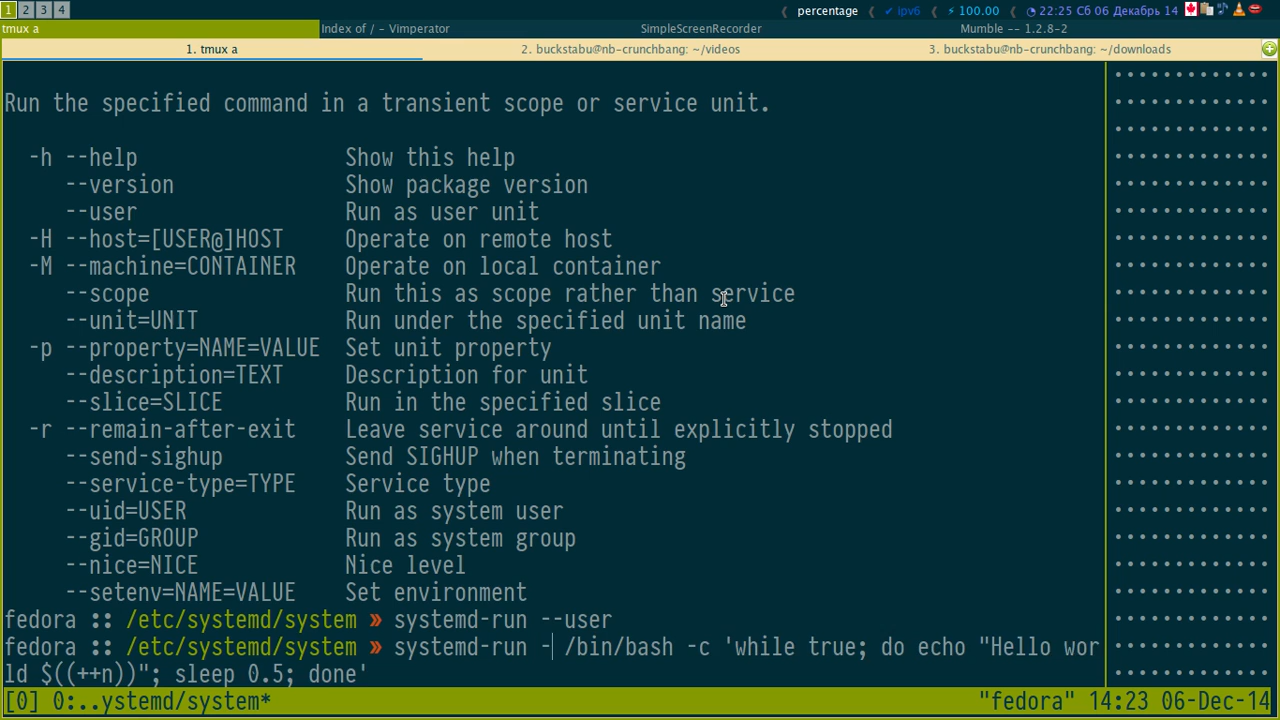 1 2 3 4 percentage ipv6 100.00 22:25 Сб 06 Декабрь 14
tmux a Index of / - Vimperator SimpleScreenRecorder Mumble -- 1.2.8-2
1. tmux a 2. buckstabu@nb-crunchbang: ~/videos 3. buckstabu@nb-crunchbang: ~/downloads
Run the specified command in a transient scope or service unit.
-h --help Show this help
--version Show package version
--user Run as user unit
-H --host=[USER@]HOST Operate on remote host
-M --machine=CONTAINER Operate on local container
--scope Run this as scope rather than service
--unit=UNIT Run under the specified unit name
-p --property=NAME=VALUE Set unit property
--description=TEXT Description for unit
--slice=SLICE Run in the specified slice
-r --remain-after-exit Leave service around until explicitly stopped
--send-sighup Send SIGHUP when terminating
--service-type=TYPE Service type
--uid=USER Run as system user
--gid=GROUP Run as system group
--nice=NICE Nice level
--setenv=NAME=VALUE Set environment
fedora :: /etc/systemd/system » systemd-run --user
fedora :: /etc/systemd/system » systemd-run - /bin/bash -c 'while true; do echo "Hello wor
ld $((++n))"; sleep 0.5; done'
[0] 0:..ystemd/system* "fedora" 14:23 06-Dec-14